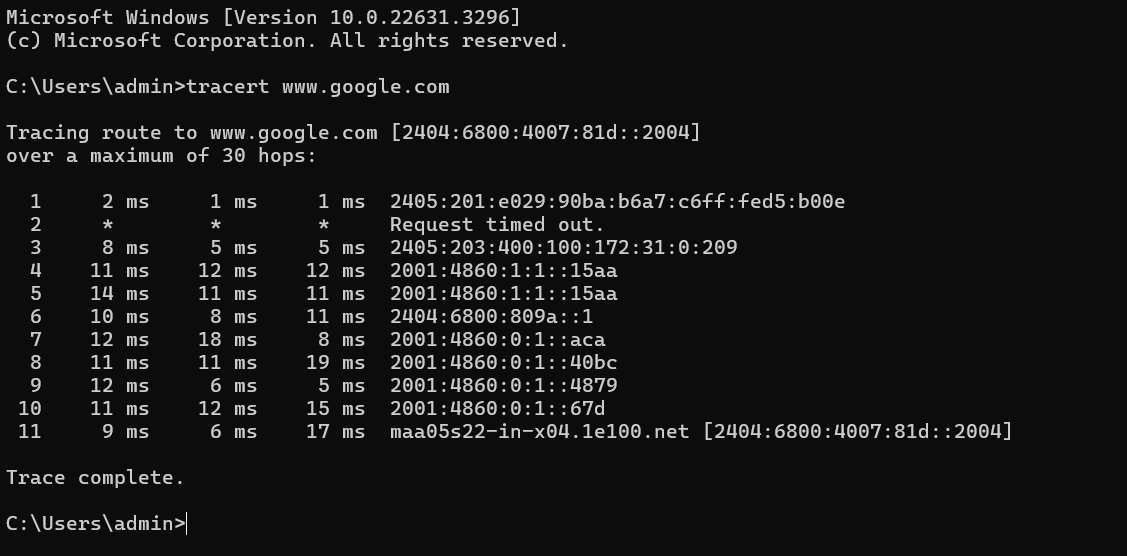 Microsoft Windows [Version 10.0.22631.3296]
(c) Microsoft Corporation. All rights reserved.
C:\Users\admin>tracert www.google.com
Tracing route to www.google.com [2404:6800:4007:81d::2004]
over a maximum of 30 hops:
1 2 ms 1 ms 1 ms 2405:201:e029:90ba:b6a7:c6ff:fed5:b00e
2 * * * Request timed out.
3 8 ms 5 ms 5 ms 2405:203:400:100:172:31:0:209
4 11 ms 12 ms 12 ms 2001:4860:1:1::15aa
5 14 ms 11 ms 11 ms 2001:4860:1:1::15aa
6 10 ms 8 ms 11 ms 2404:6800:809a::1
7 12 ms 18 ms 8 ms 2001:4860:0:1::aca
8 11 ms 11 ms 19 ms 2001:4860:0:1::40bc
9 12 ms 6 ms 5 ms 2001:4860:0:1::4879
10 11 ms 12 ms 15 ms 2001:4860:0:1::67d
11 9 ms 6 ms 17 ms maa05s22-in-x04.1e100.net [2404:6800:4007:81d::2004]
Trace complete.
C:\Users\admin>